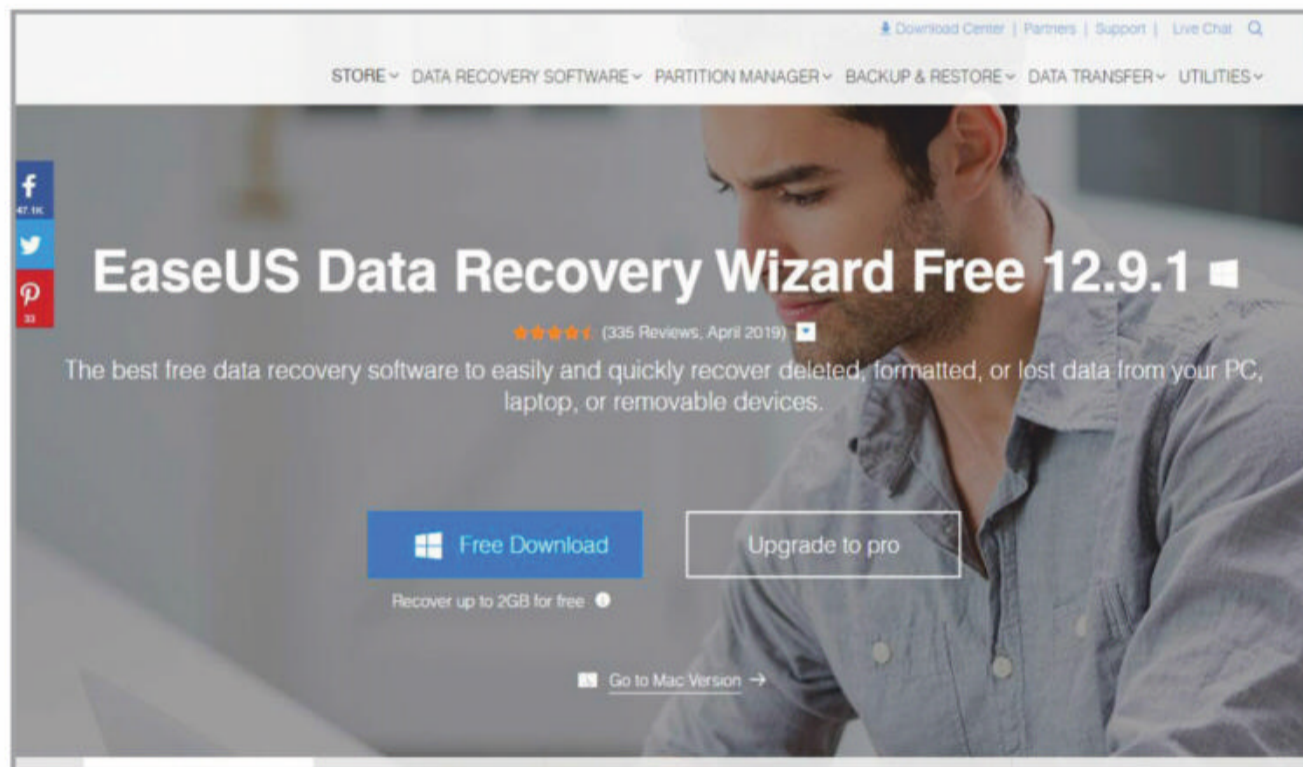 Download Center | Partners | Support | Live Chat
STORE DATA RECOVERY SOFTWARE PARTITION MANAGER BACKUP & RESTORE DATA TRANSFER UTILITIES
f
47.1K
33
EaseUS Data Recovery Wizard Free 12.9.1
(335 Reviews, April 2019)
The best free data recovery software to easily and quickly recover deleted, formatted, or lost data from your PC,
laptop, or removable devices.
Free Download
Upgrade to pro
Recover up to 2GB for free
Go to Mac Version →